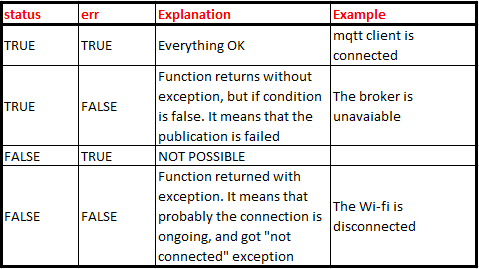 status err Explanation Example
TRUE TRUE Everything OK mqtt client is
connected
TRUE FALSE Function returns without
exception, but if condition
is false. It means that the
publication is failed
The broker is
unavaiable
FALSE TRUE NOT POSSIBLE
FALSE FALSE Function returned with
exception. It means that
probably the connection is
ongoing, and got "not
connected" exception
The Wi-fi is
disconnected